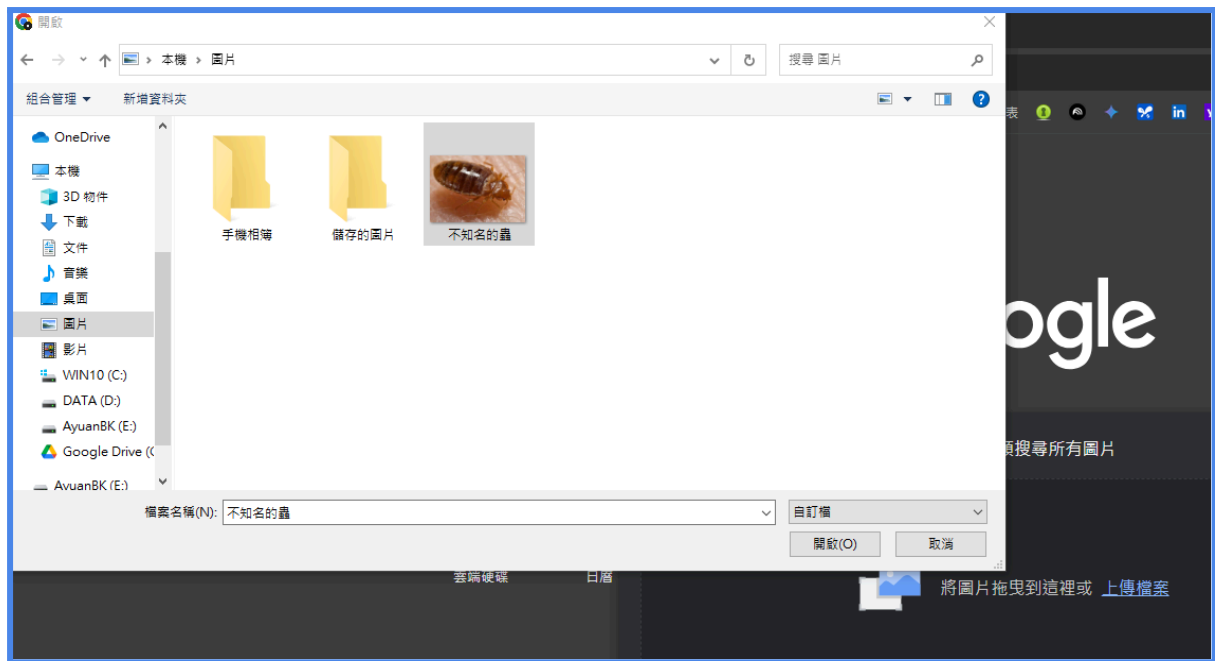 開啟
本機 › 圖片
搜尋 圖片
組合管理
新增資料夾
OneDrive
本機
3D 物件
下載
文件
音樂
桌面
圖片
影片
WIN10 (C:)
DATA (D:)
AyuanBK (E:)
Google Drive (
AyuanBK (E:)
手機相簿
儲存的圖片
不知名的蟲
檔案名稱(N):
不知名的蟲
自訂檔
開啟(O)
取消
表
in
ogle
搜尋所有圖片
雲端硬碟
日曆
將圖片拖曳到這裡或 上傳檔案